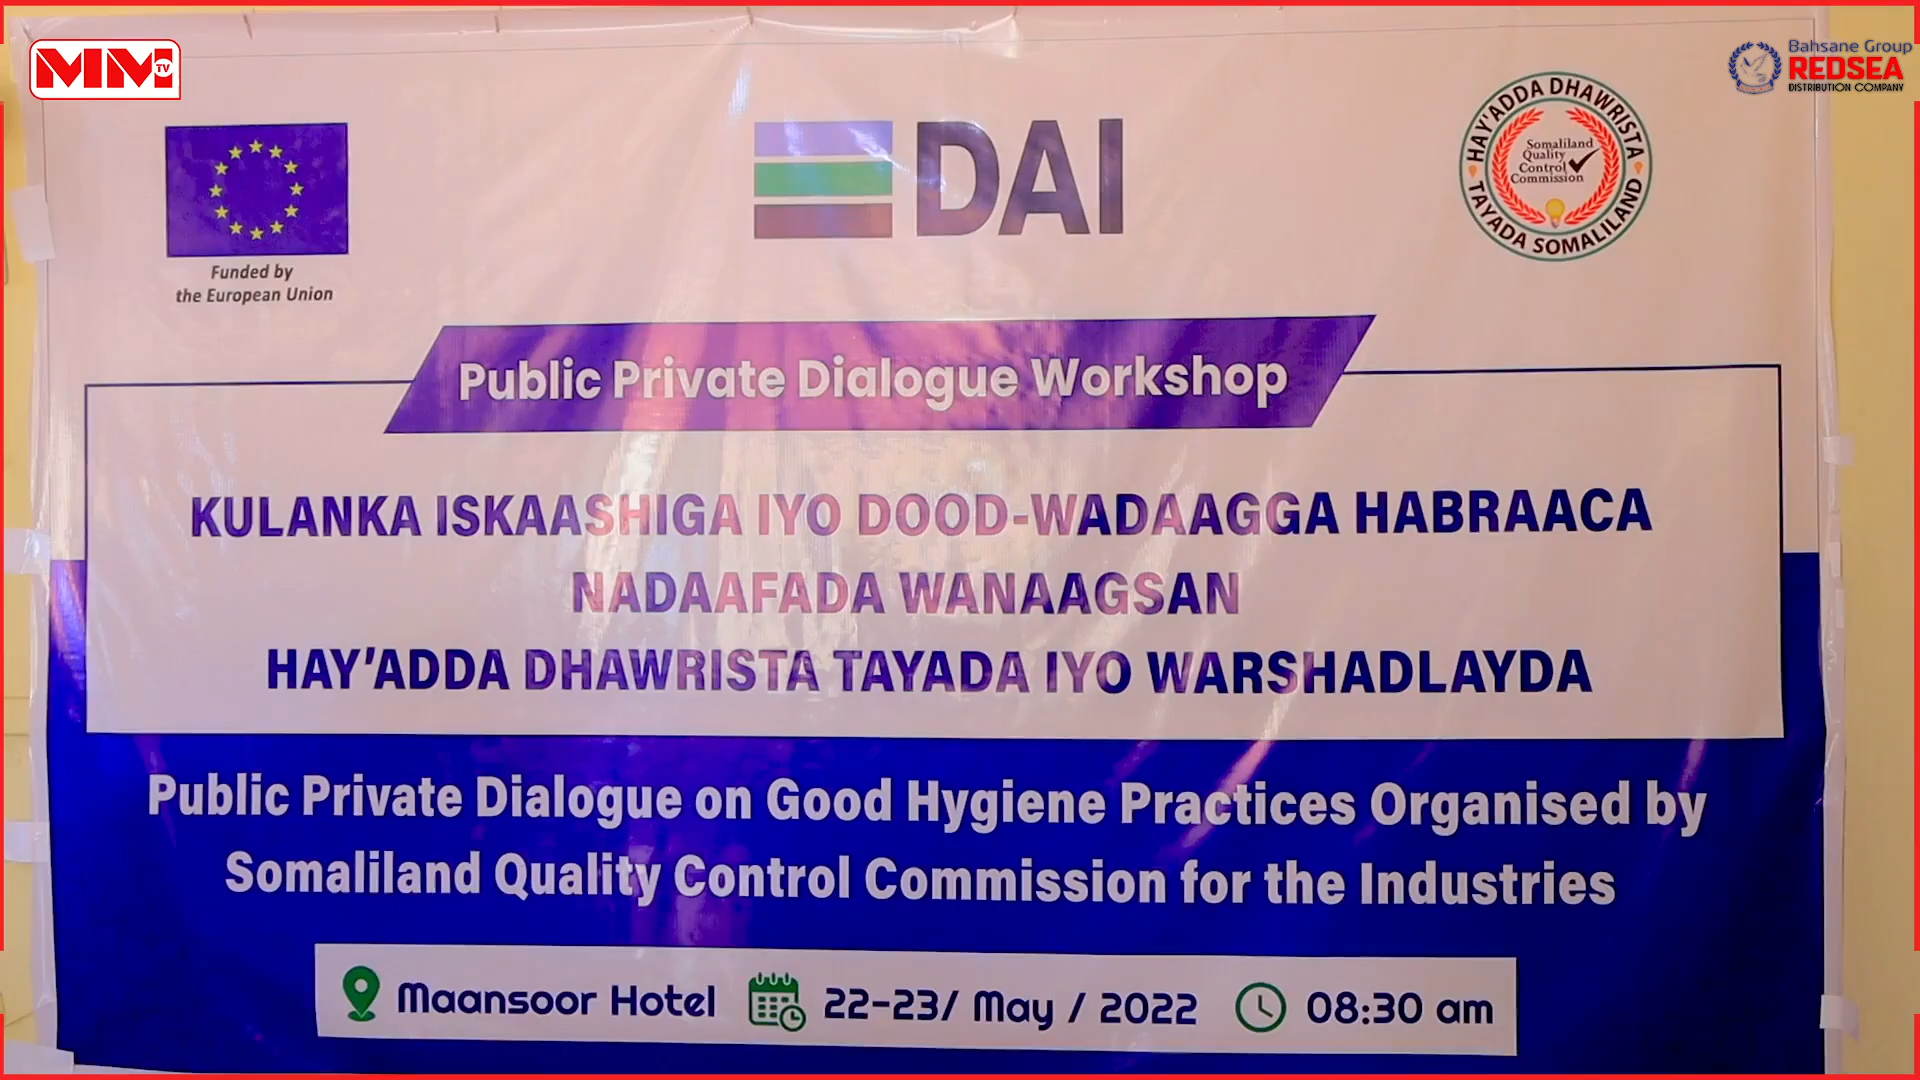 MM TV
Bahsane Group
REDSEA
DISTRIBUTION COMPANY
Funded by
the European Union
DAI
HAY'ADDA DHAWRISTA
TAYADA SOMALILAND
Somaliland
Quality
Control
Commission
Public Private Dialogue Workshop
KULANKA ISKAASHIGA IYO DOOD-WADAAGGA HABRAACA
NADAAFADA WANAAGSAN
HAY'ADDA DHAWRISTA TAYADA IYO WARSHADLAYDA
Public Private Dialogue on Good Hygiene Practices Organised by
Somaliland Quality Control Commission for the Industries
Maansoor Hotel 22-23/ May / 2022 08:30 am